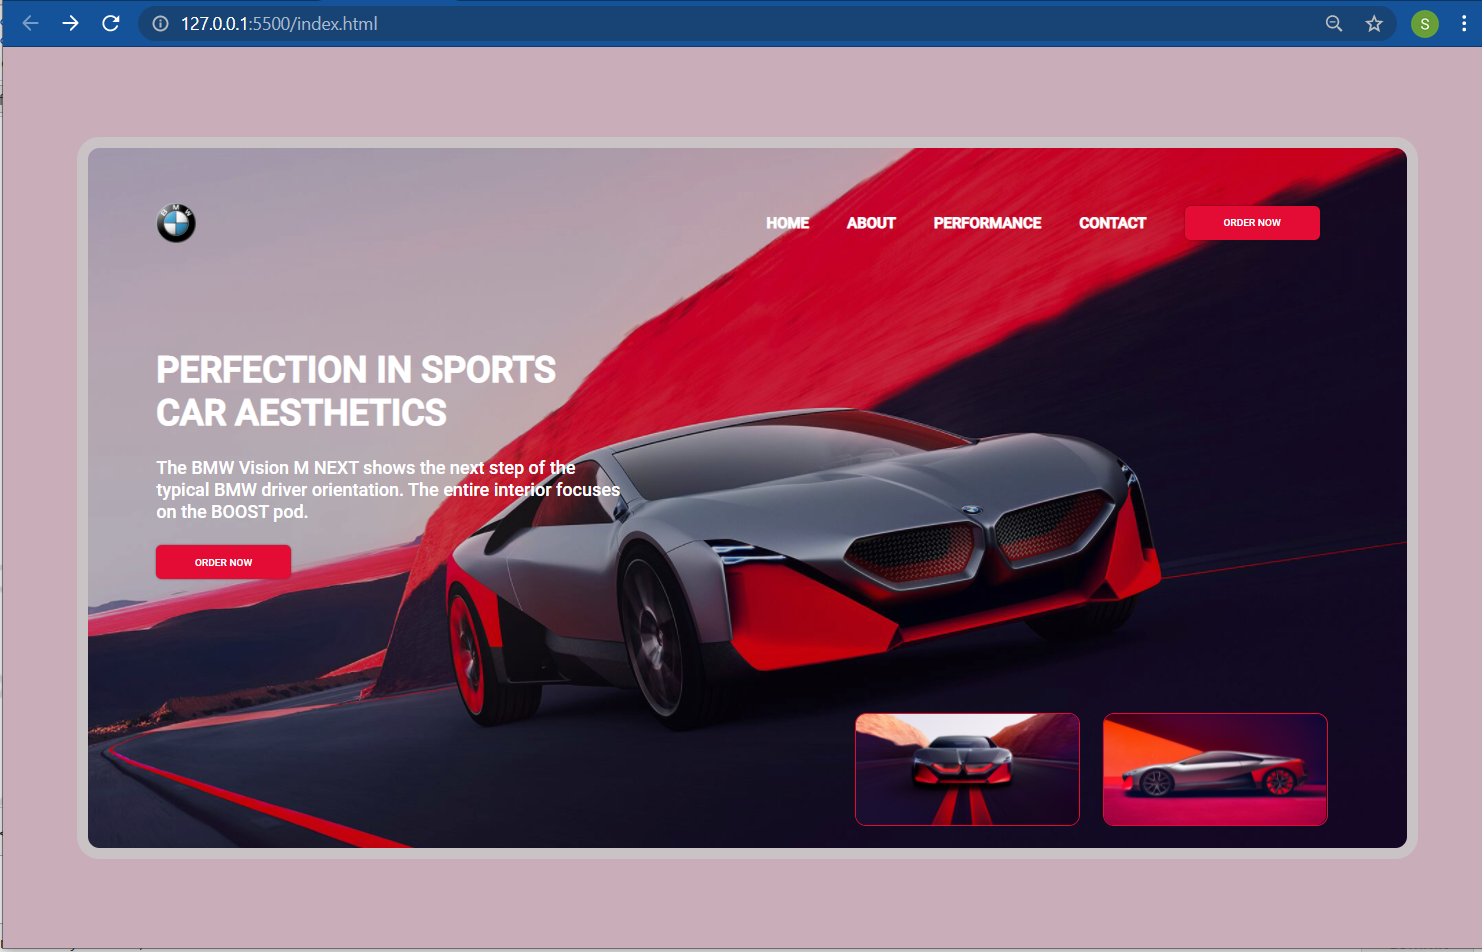 127.0.0.1:5500/index.html
S
BMW
HOME ABOUT PERFORMANCE CONTACT ORDER NOW
PERFECTION IN SPORTS
CAR AESTHETICS
The BMW Vision M NEXT shows the next step of the
typical BMW driver orientation. The entire interior focuses
on the BOOST pod.
ORDER NOW